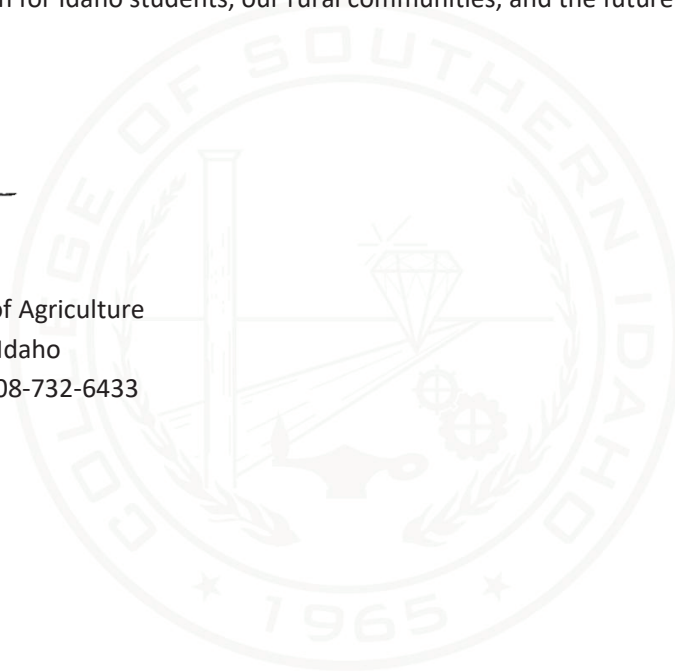 n for Idaho students, our rural communities, and the future
of Agriculture
Idaho
08-732-6433
COLLEGE OF SOUTHERN IDAHO
1965